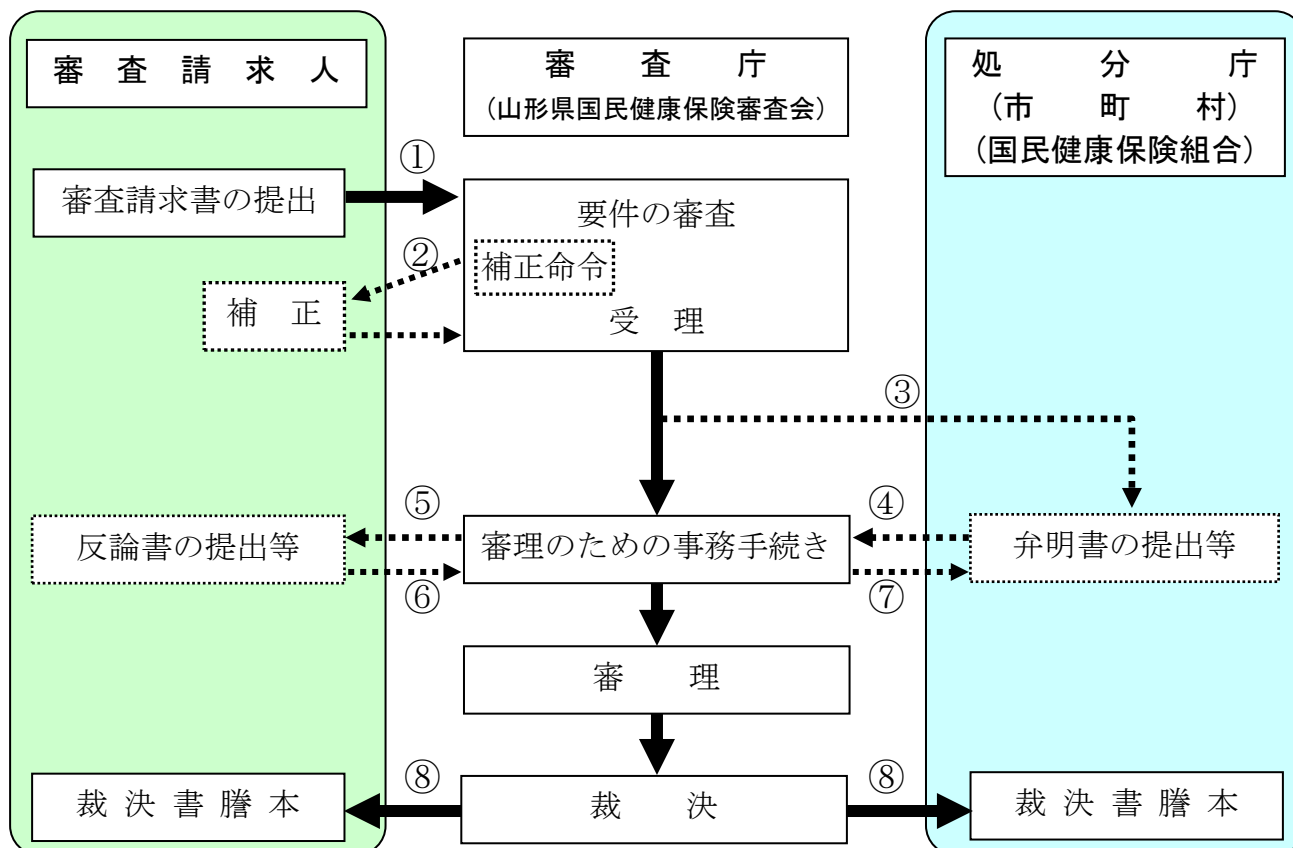 審査請求人
審査庁
（山形県国民健康保険審査会）
処分庁
（市町村）
（国民健康保険組合）
①
審査請求書の提出
要件の審査
②
補正命令
補正
受理
③
⑤
④
反論書の提出等
審理のための事務手続き
弁明書の提出等
⑥
⑦
審理
⑧
⑧
裁決書謄本
裁決
裁決書謄本